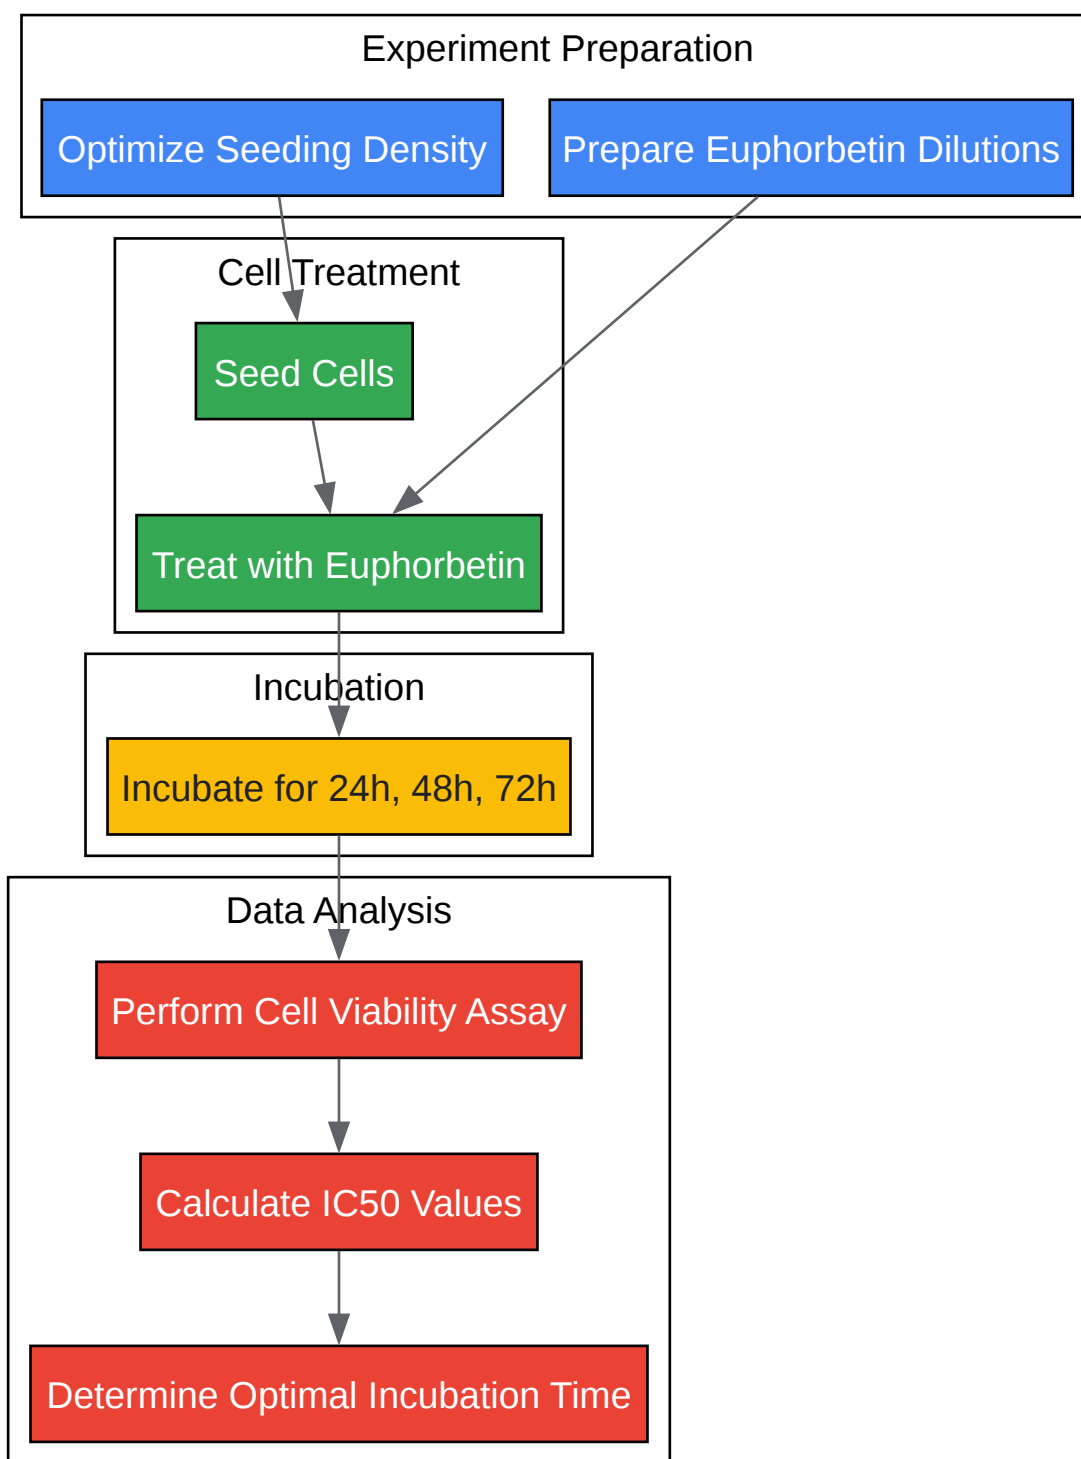 Experiment Preparation
Optimize Seeding Density
Prepare Euphorbetin Dilutions
Cell Treatment
Seed Cells
Treat with Euphorbetin
Incubation
Incubate for 24h, 48h, 72h
Data Analysis
Perform Cell Viability Assay
Calculate IC50 Values
Determine Optimal Incubation Time